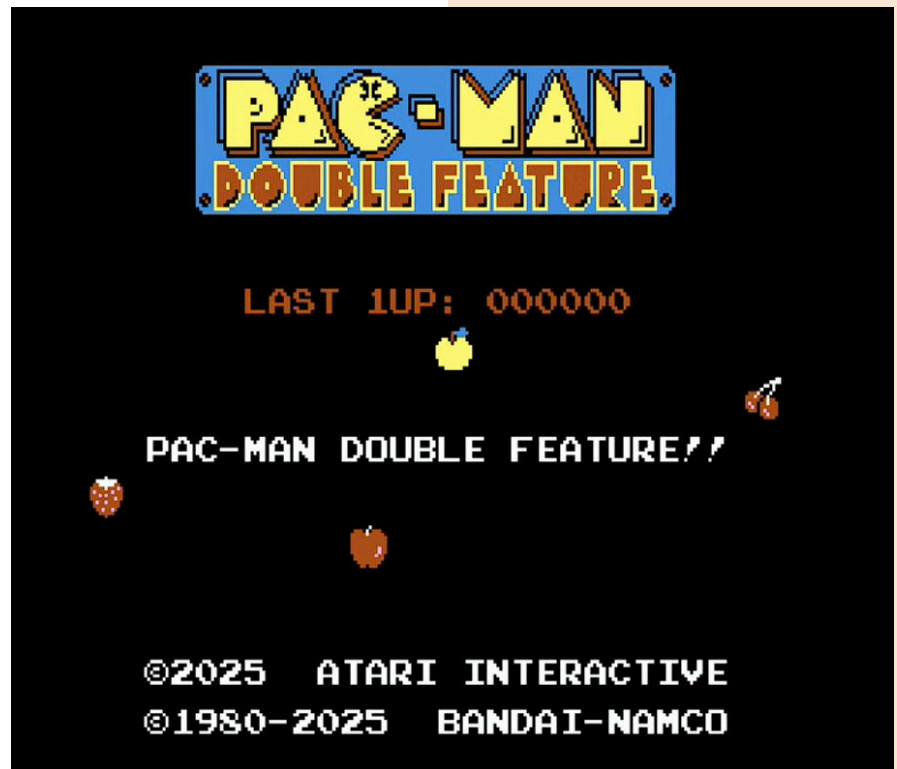 PAC-MAN
DOUBLE FEATURE
LAST 1UP: 000000
PAC-MAN DOUBLE FEATURE!!
©2025 ATARI INTERACTIVE
©1980-2025 BANDAI-NAMCO